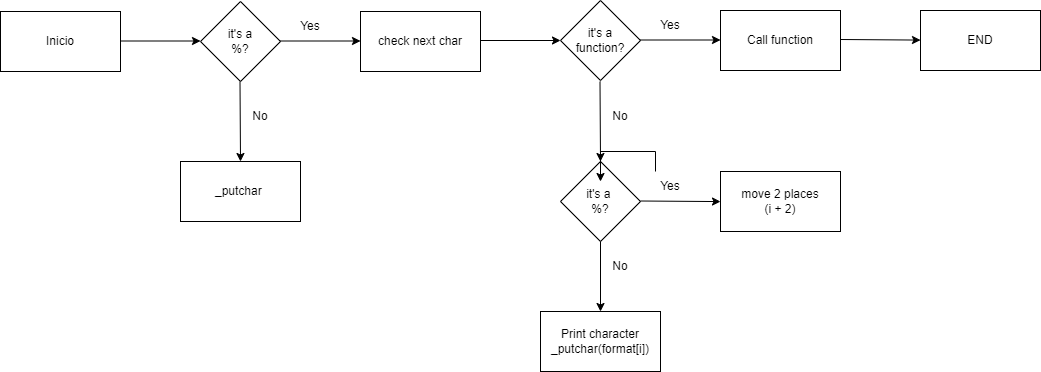 Inicio
it's a
%?
Yes
check next char
it's a
function?
Yes
Call function
END
No
_putchar
No
it's a
%?
Yes
move 2 places
(i + 2)
No
Print character
_putchar(format[i])